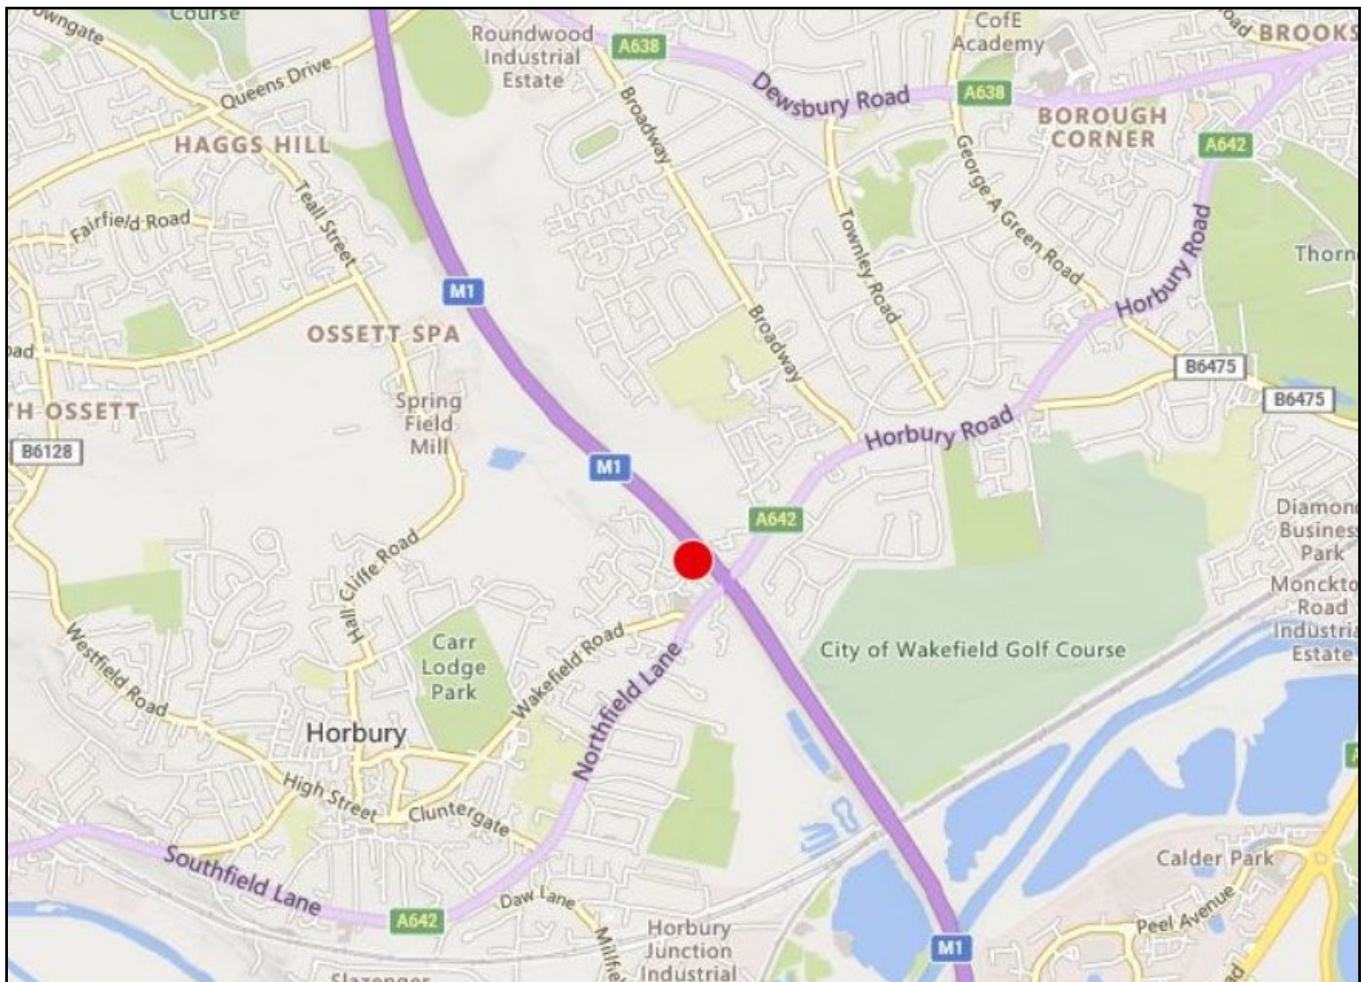 Course
CofE
Academy
BROOKS
Roundwood
Industrial
Estate
A638
Queens Drive
Dewsbury Road
A638
Broadway
BOROUGH
CORNER
A642
HAGGS HILL
George A Green Road
Teall Street
Fairfield Road
Townley Road
Horbury Road
Thorn
M1
OSSETT SPA
Broadway
B6475
B6475
Spring
Field
Mill
TH OSSETT
B6128
Horbury Road
M1
A642
Diamon
Business
Park
Hall Cliffe Road
Monckto
Road
Industria
Estate
Westfield Road
Carr
Lodge
Park
Wakefield Road
Northfield Lane
City of Wakefield Golf Course
Horbury
High Street
Cluntergate
Southfield Lane
Calder Park
Daw Lane
A642
Peel Avenue
Horbury
Junction
Industrial
M1
Millfie